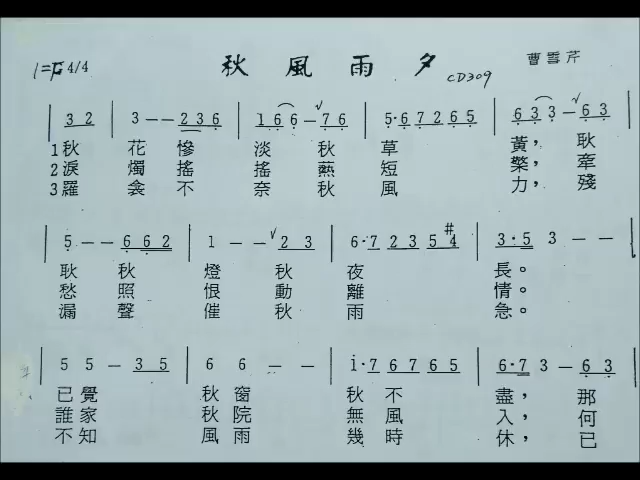 1=F 4/4 秋風雨夕 CD309 曹雪芹
3 2 | 3 — — 2 3 6 | 1 6 6 — 7 6 | 5·6 7 2 6 5 | 6 3 3 — 6 3
1秋 花 慘 淡 秋 草 黃， 耿
2淚 燭 搖 搖 爇 短 檠， 牽
3羅 衾 不 奈 秋 風 力， 殘
| 5 — — 6 6 2 | 1 — — 2 3 | 6·7 2 3 5 #4 | 3·5 3 — — |
耿 秋 燈 秋 夜 長。
愁 照 恨 動 離 情。
漏 聲 催 秋 雨 急。
| 5 5 — 3 5 | 6 6 — — | i·7 6 7 6 5 | 6·7 3 — 6 3
已覺 秋窗 秋不 盡， 那
誰家 秋院 無風 入， 何
不知 風雨 幾時 休， 已